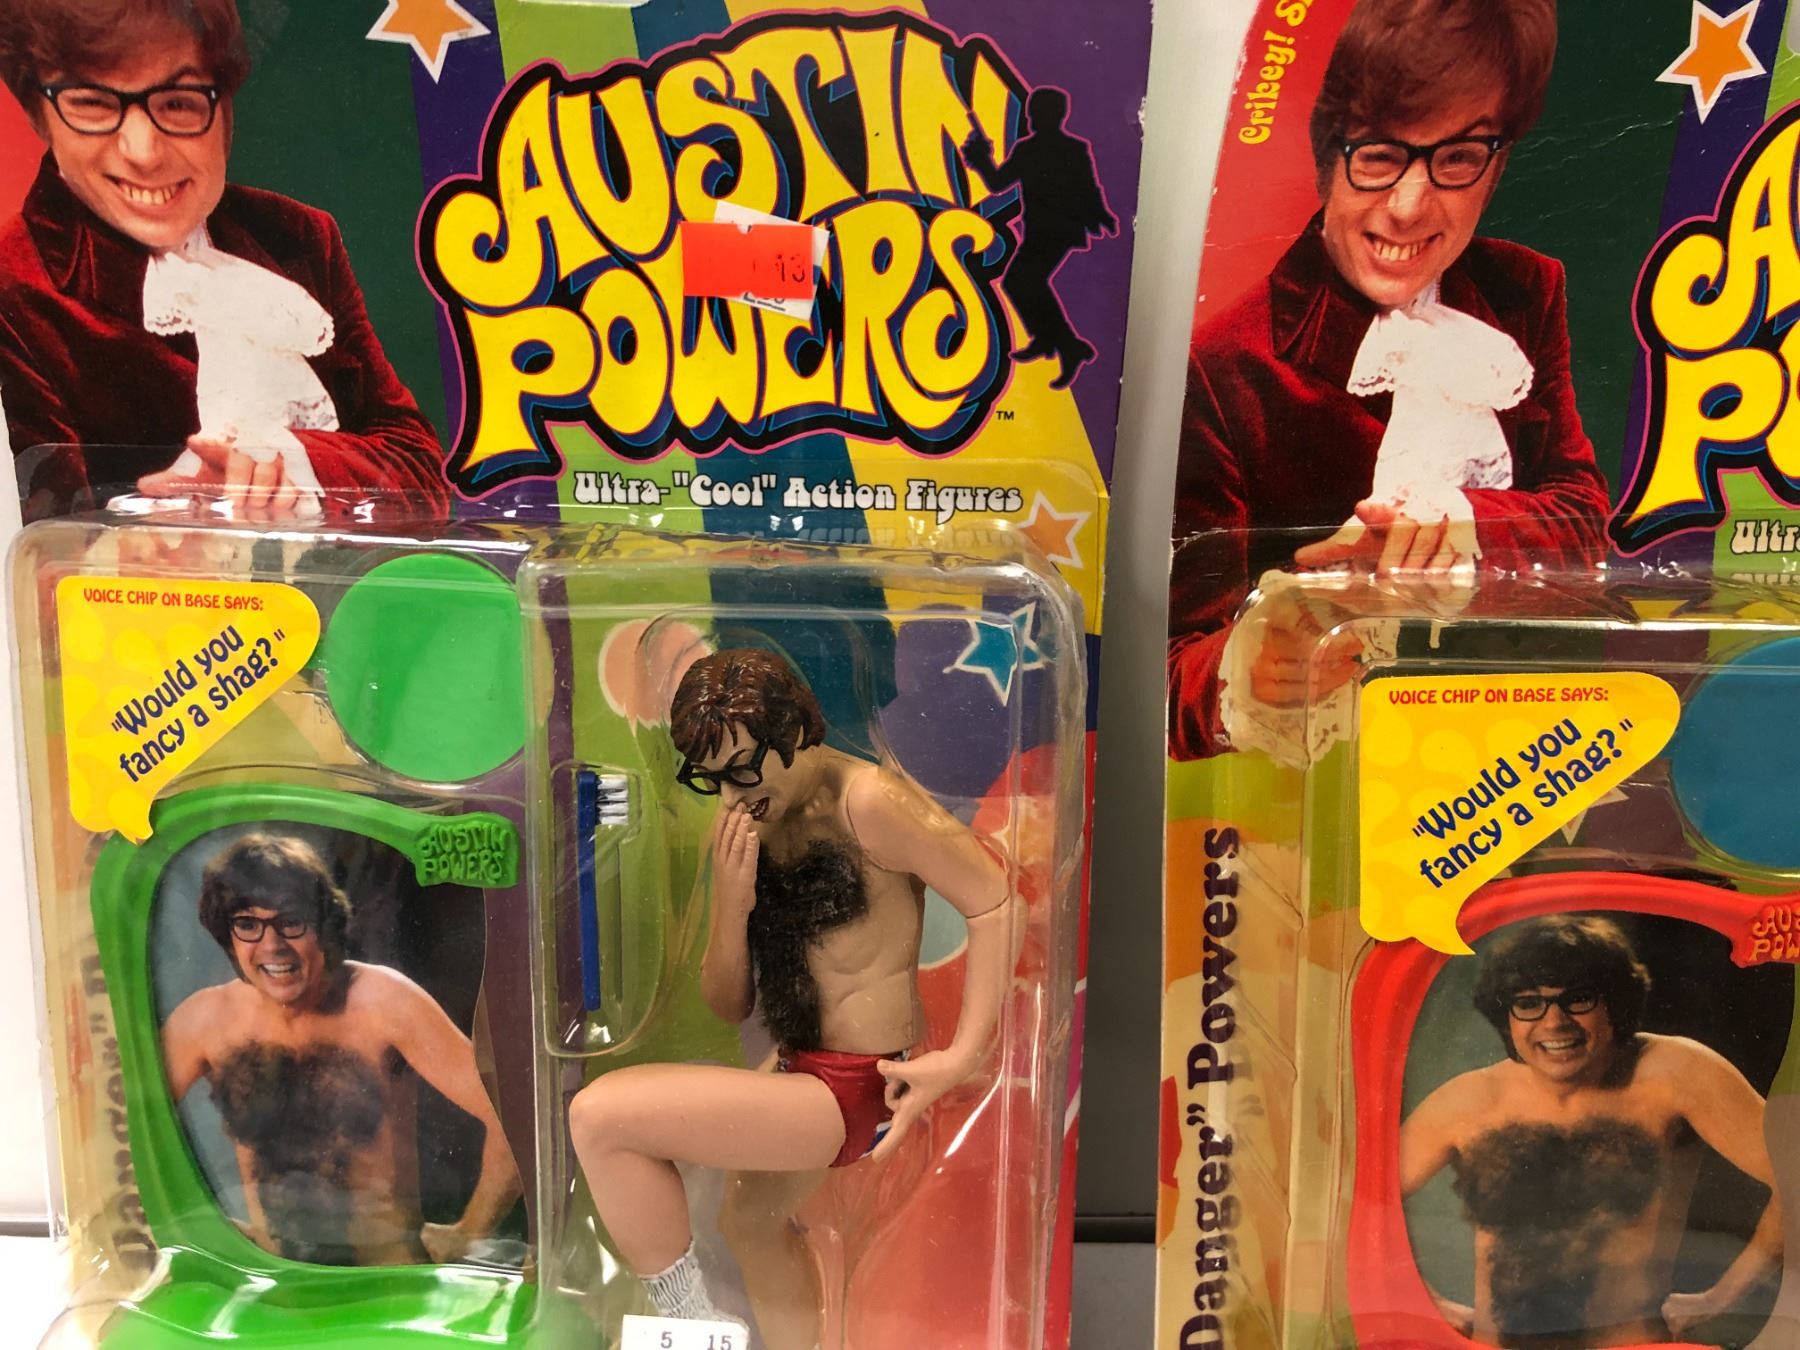 AUSTIN
POWERS
TM
Ultra-"Cool" Action Figures
13
VOICE CHIP ON BASE SAYS:
"Would you
fancy a shag?"
AUSTIN
POWERS
5 15
Crikey!
VOICE CHIP ON BASE SAYS:
"Would you
fancy a shag?"
Danger" Powers